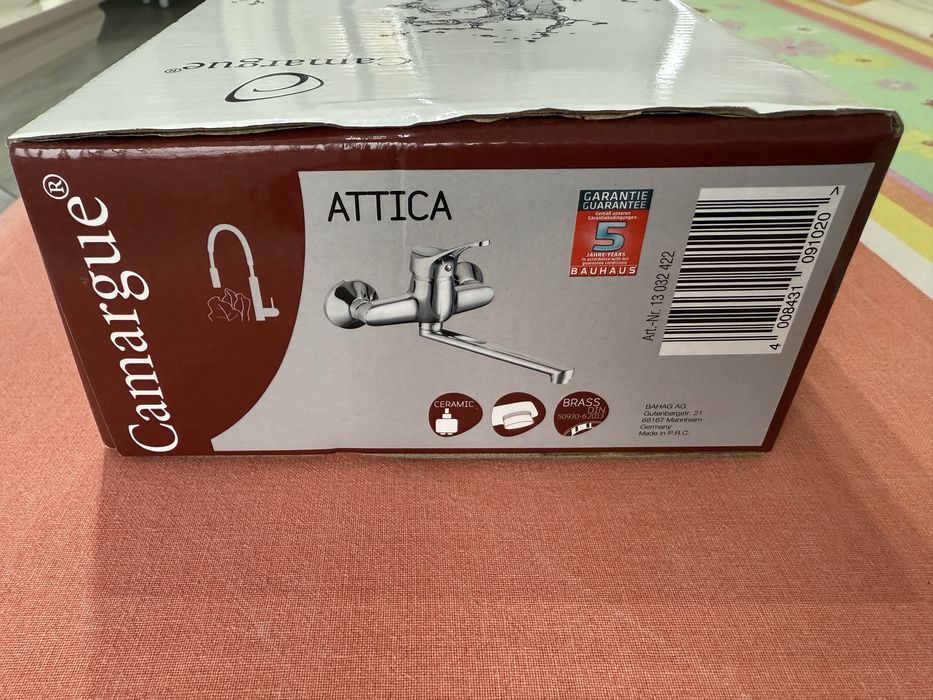 Camargue®
Camargue®
ATTICA
GARANTIE
GUARANTEE
Gemäß unseren
Garantiebedingungen
5
JAHRE-YEARS
in accordance with our
guarantee conditions
BAUHAUS
Art.-Nr. 13 032 422
4 008431 091020 >
CERAMIC
BRASS
DIN
50930-6:2013
BAHAG AG
Gutenbergstr. 21
68167 Mannheim
Germany
Made in P.R.C.